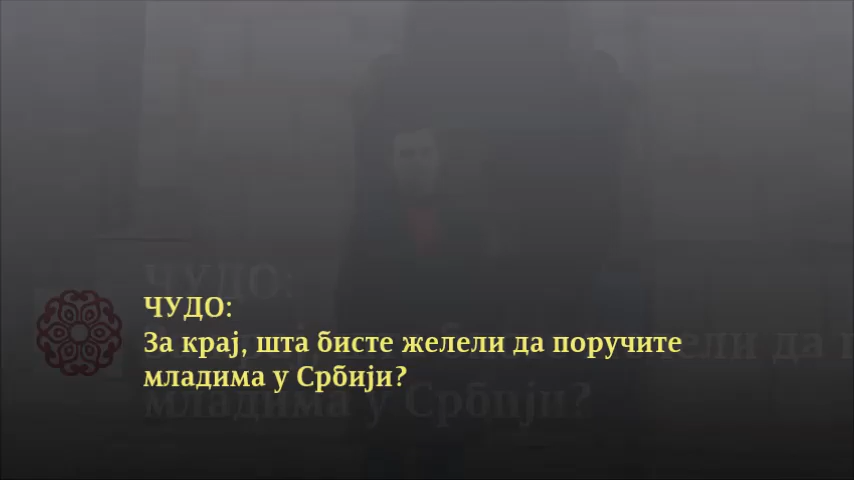 ЧУДО:
За крај, шта бисте желели да поручите
младима у Србији?